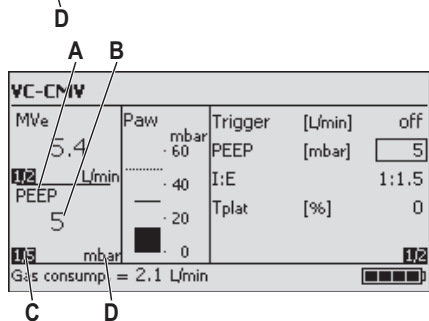 D
A B
VC-CMV
MVe Paw mbar Trigger [L/min] off
5.4 60 PEEP [mbar] 5
1/2 L/min 40 I:E 1:1.5
PEEP
5 20 Tplat [%] 0
1/5 mbar 0 1/2
Gas consumpt = 2.1 L/min
C D